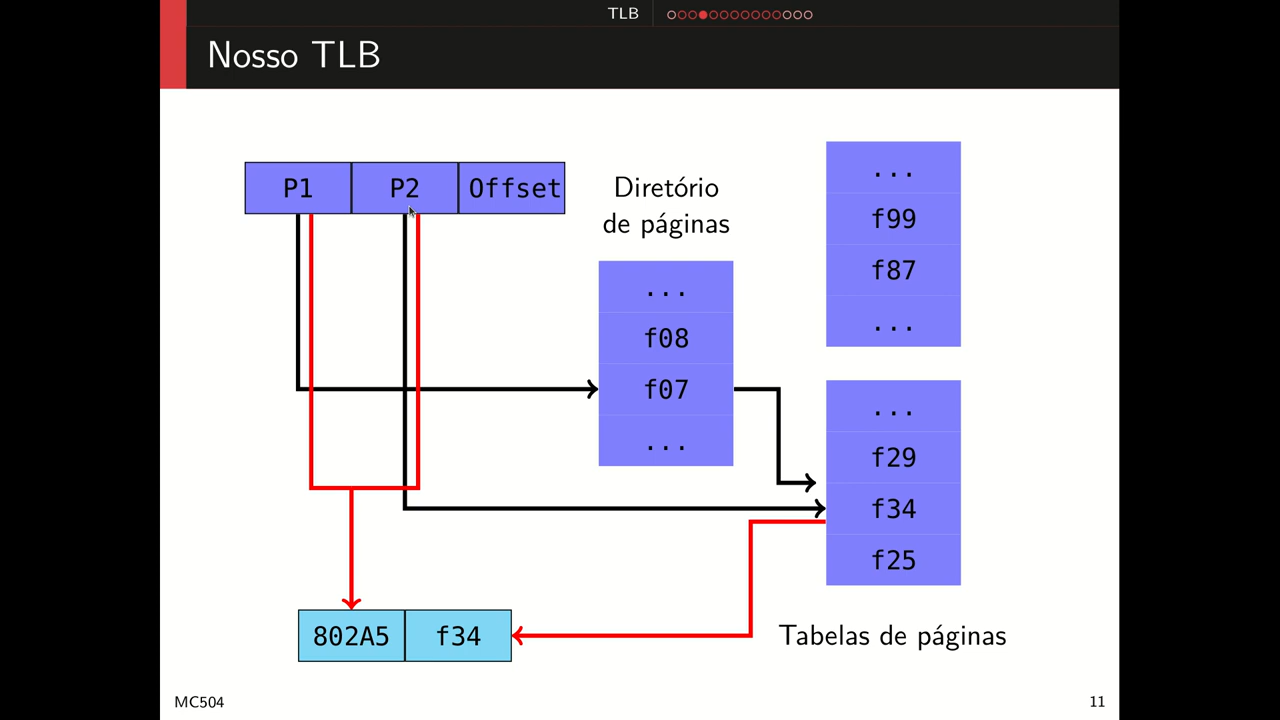 TLB
Nosso TLB
P1 P2 Offset
Diretório
de páginas
...
f08
f07
...
...
f99
f87
...
...
f29
f34
f25
802A5 f34
Tabelas de páginas
MC504
11